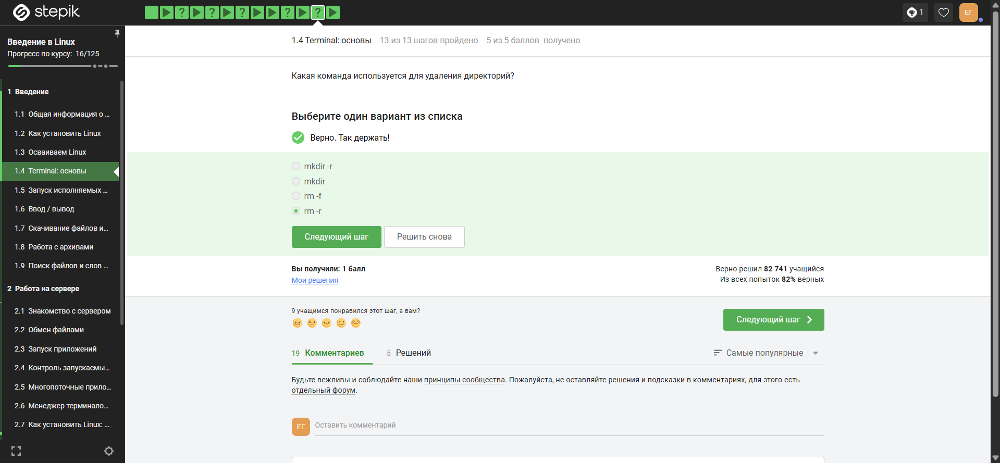 stepik
1
ЕГ
Введение в Linux
Прогресс по курсу: 16/125
1 Введение
1.1 Общая информация о ...
1.2 Как установить Linux
1.3 Осваиваем Linux
1.4 Terminal: основы
1.5 Запуск исполняемых ...
1.6 Ввод / вывод
1.7 Скачивание файлов и...
1.8 Работа с архивами
1.9 Поиск файлов и слов ...
2 Работа на сервере
2.1 Знакомство с сервером
2.2 Обмен файлами
2.3 Запуск приложений
2.4 Контроль запускаемы...
2.5 Многопоточные прило...
2.6 Менеджер терминало...
2.7 Как установить Linux: ...
1.4 Terminal: основы 13 из 13 шагов пройдено 5 из 5 баллов получено
Какая команда используется для удаления директорий?
Выберите один вариант из списка
Верно. Так держать!
mkdir -r
mkdir
rm -f
rm -r
Следующий шаг Решить снова
Вы получили: 1 балл
Мои решения
Верно решил 82 741 учащийся
Из всех попыток 82% верных
9 учащимся понравился этот шаг, а вам?
Следующий шаг
19 Комментариев 5 Решений Самые популярные
Будьте вежливы и соблюдайте наши принципы сообщества. Пожалуйста, не оставляйте решения и подсказки в комментариях, для этого есть
отдельный форум.
ЕГ Оставить комментарий